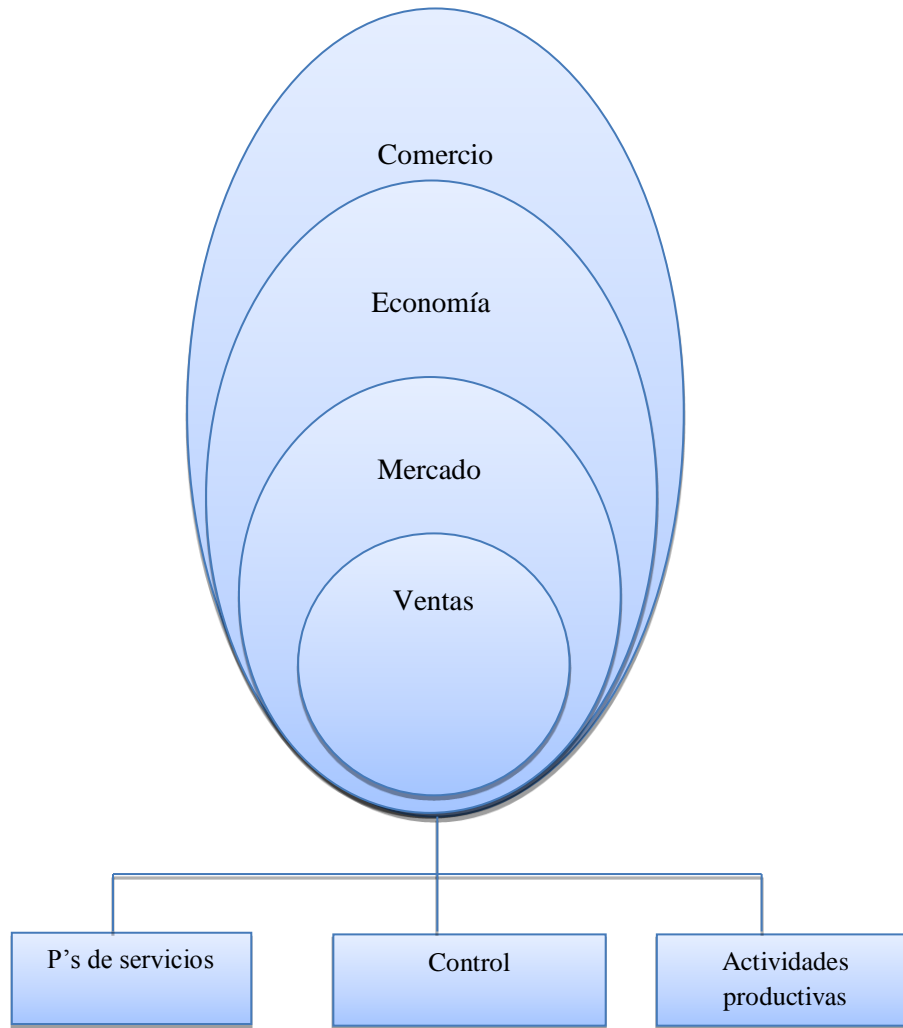 Comercio
Economía
Mercado
Ventas
P’s de servicios
Control
Actividades
productivas